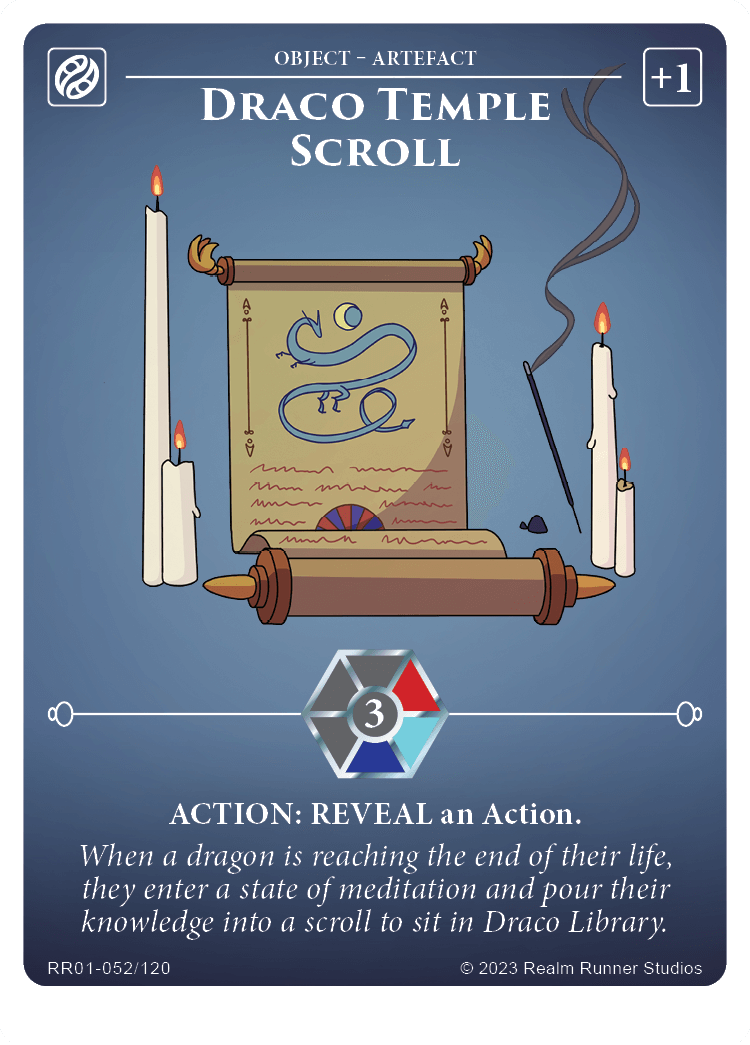 OBJECT – ARTEFACT
+1
DRACO TEMPLE
SCROLL
3
ACTION: REVEAL an Action.
When a dragon is reaching the end of their life,
they enter a state of meditation and pour their
knowledge into a scroll to sit in Draco Library.
RR01-052/120
© 2023 Realm Runner Studios